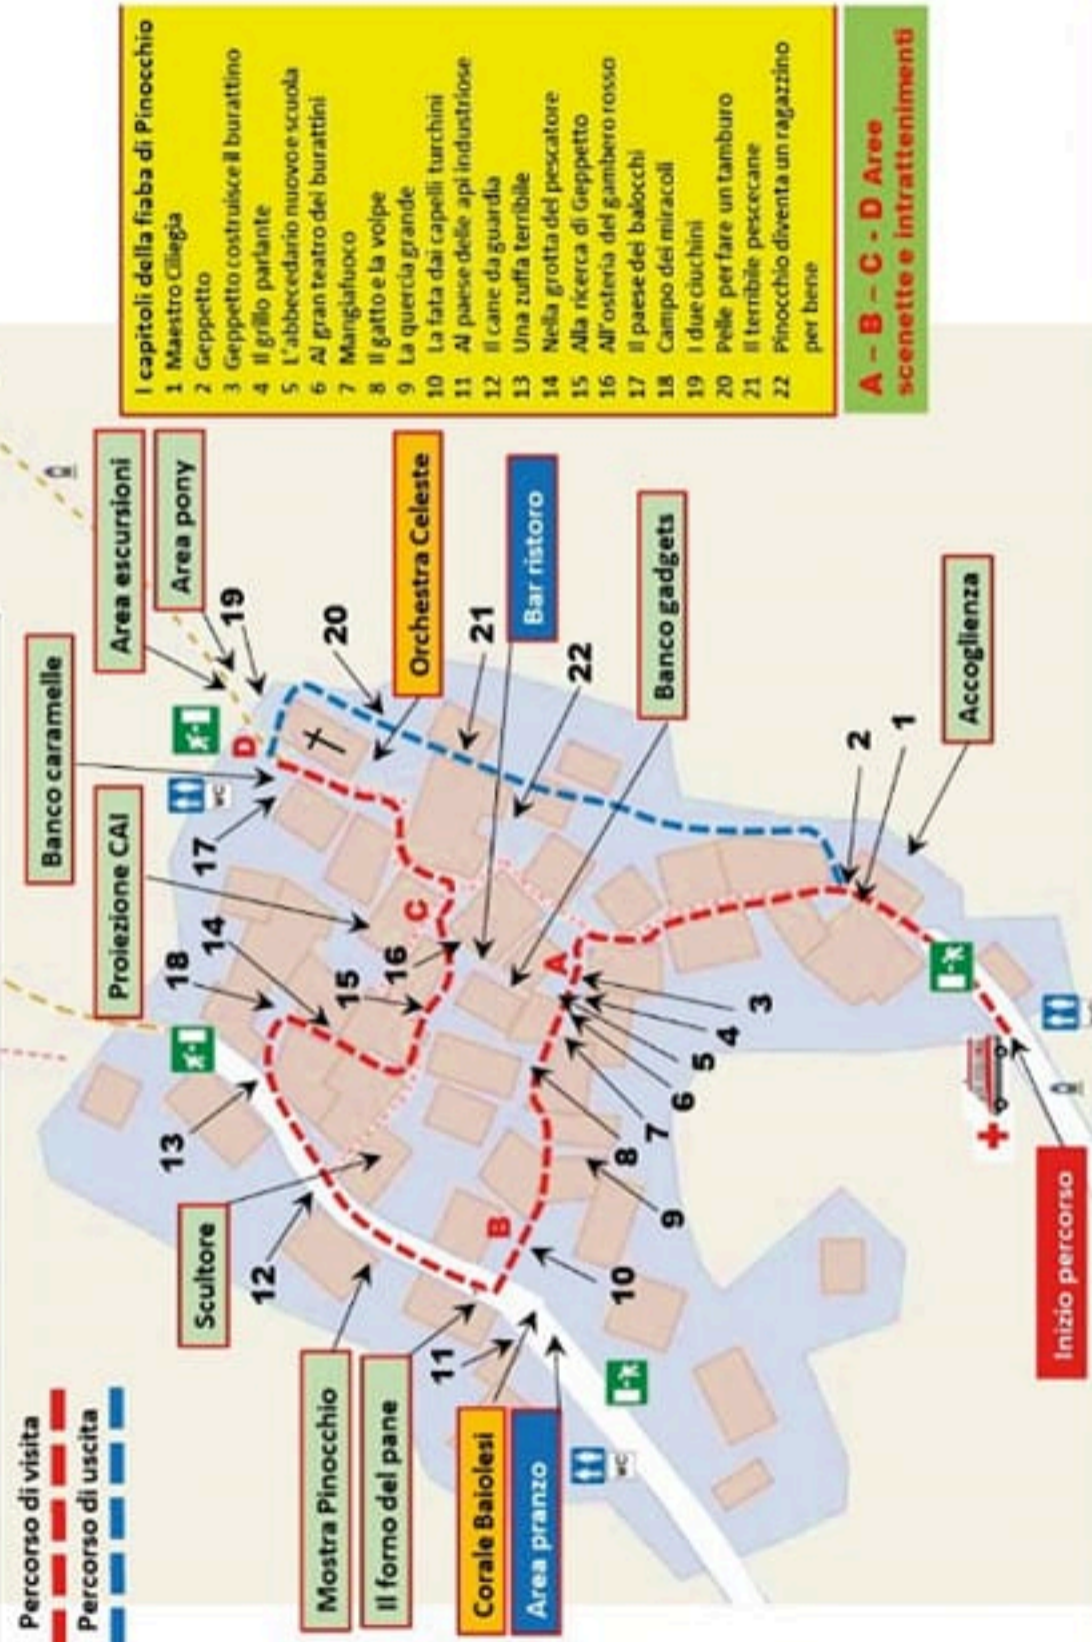 Percorso di visita
Percorso di uscita
Banco caramelle
Area escursioni
Area pony
Proiezione CAI
Scultore
Mostra Pinocchio
Il forno del pane
Corale Baiolesi
Area pranzo
Orchestra Celeste
Bar ristoro
Banco gadgets
Accoglienza
Inizio percorso
WC
WC
A
B
C
D
1
2
3
4
5
6
7
8
9
10
11
12
13
14
15
16
17
18
19
20
21
22
I capitoli della fiaba di Pinocchio
1 Maestro Ciliegia
2 Geppetto
3 Geppetto costruisce il burattino
4 Il grillo parlante
5 L'abbecedario nuovo e scuola
6 Al gran teatro dei burattini
7 Mangiafuoco
8 Il gatto e la volpe
9 La quercia grande
10 La fata dai capelli turchini
11 Al paese delle api industriose
12 Il cane da guardia
13 Una zuffa terribile
14 Nella grotta del pescatore
15 Alla ricerca di Geppetto
16 All'osteria del gambero rosso
17 Il paese dei balocchi
18 Campo dei miracoli
19 I due ciuchini
20 Pelle per fare un tamburo
21 Il terribile pescecane
22 Pinocchio diventa un ragazzino
per bene
A – B – C - D Aree
scenette e intrattenimenti